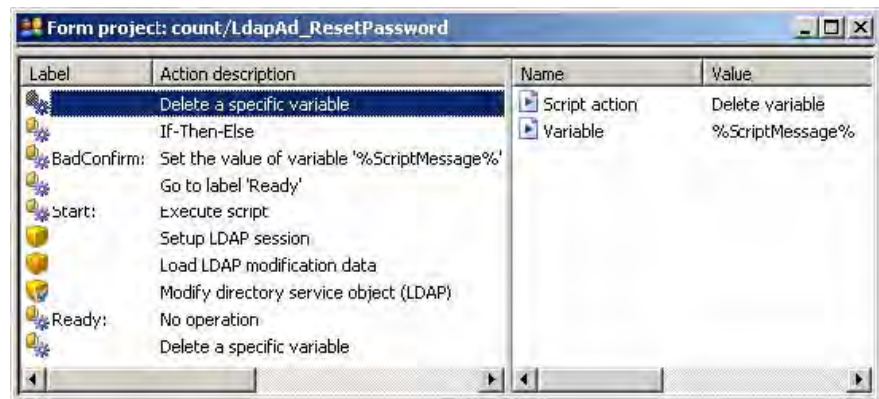 Form project: count/LdapAd_ResetPassword
Label Action description
Delete a specific variable
If-Then-Else
BadConfirm: Set the value of variable '%ScriptMessage%'
Go to label 'Ready'
Start: Execute script
Setup LDAP session
Load LDAP modification data
Modify directory service object (LDAP)
Ready: No operation
Delete a specific variable
Name Value
Script action Delete variable
Variable %ScriptMessage%